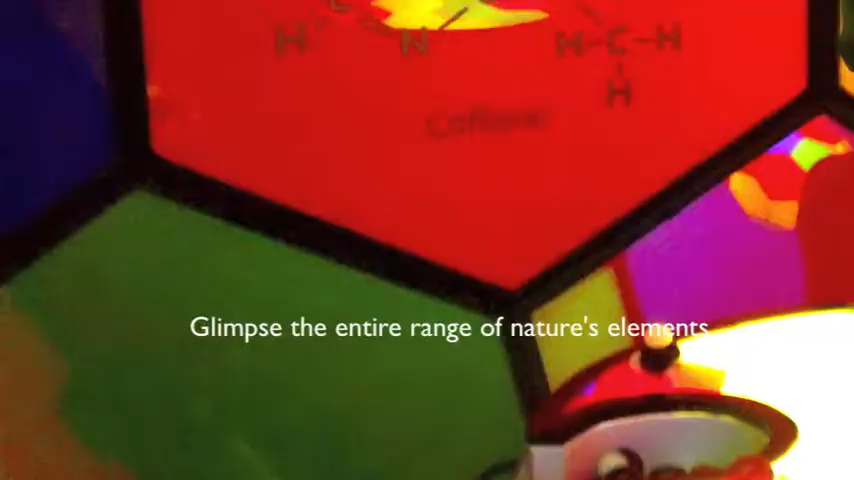 H N H-C-H
H
Caffeine
Glimpse the entire range of nature's elements